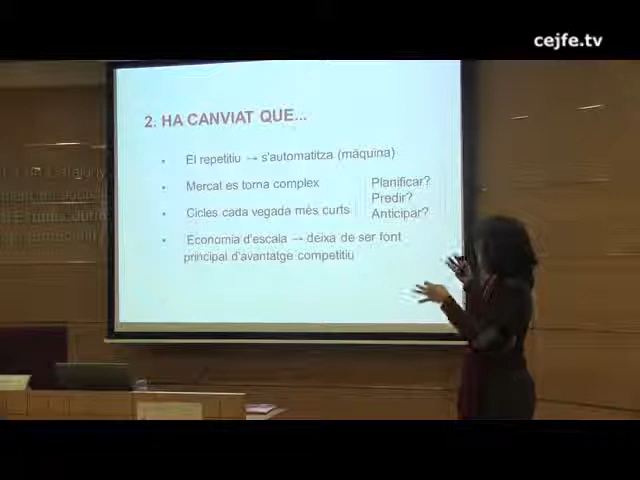 cejfe.tv
2. HA CANVIAT QUE...
• El repetitiu → s'automatitza (màquina)
• Mercat es torna complex
• Cicles cada vegada més curts
Planificar?
Predir?
Anticipar?
• Economia d'escala → deixa de ser font
principal d'avantatge competitiu